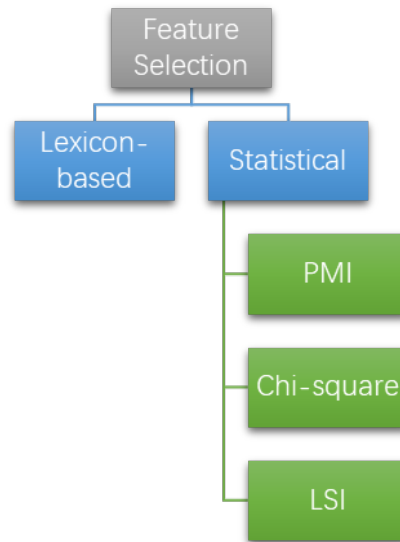 Feature
Selection
Lexicon-
based
Statistical
PMI
Chi-square
LSI